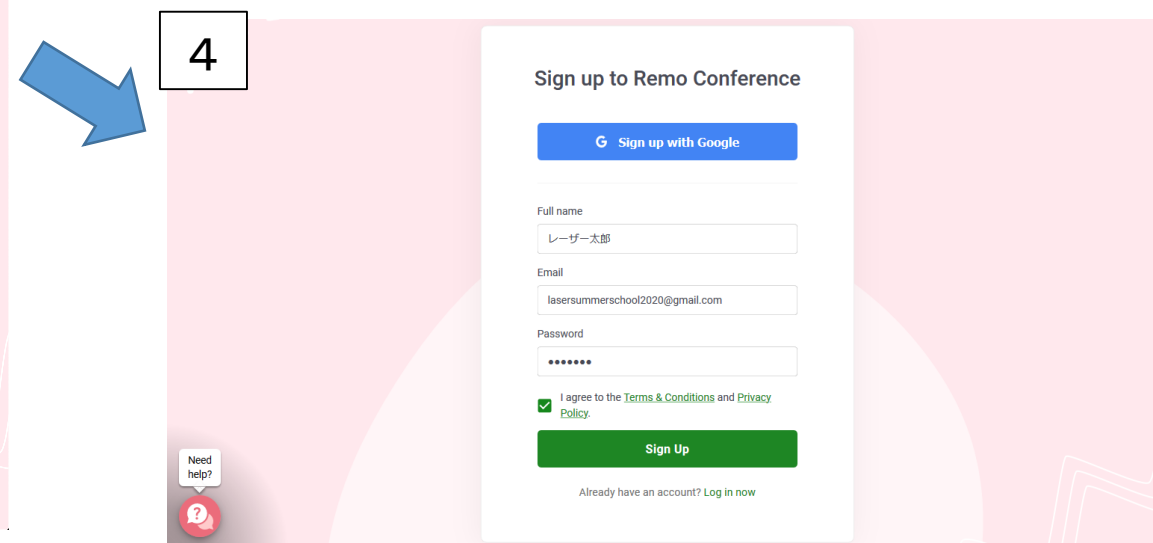 4
Sign up to Remo Conference
G Sign up with Google
Full name
レーザー太郎
Email
lasersummerschool2020@gmail.com
Password
•••••••
I agree to the Terms & Conditions and Privacy
Policy.
Sign Up
Already have an account? Log in now
Need
help?
?